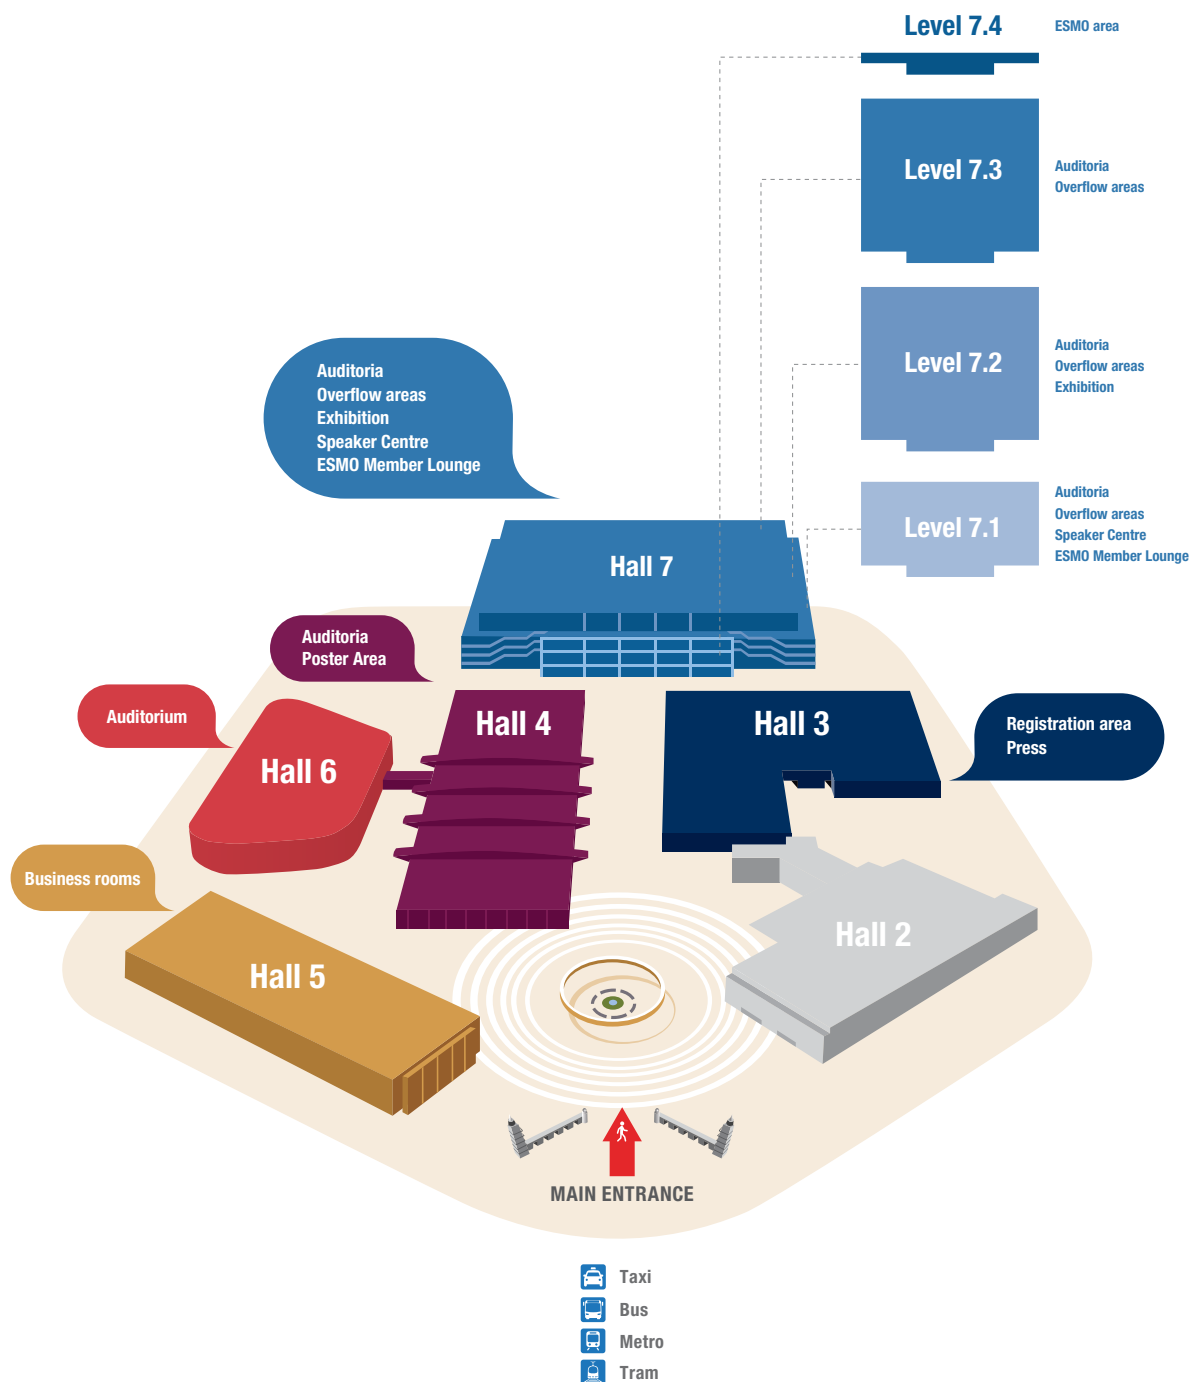 Level 7.4
ESMO area
Level 7.3
Auditoria
Overflow areas
Level 7.2
Auditoria
Overflow areas
Exhibition
Auditoria
Overflow areas
Exhibition
Speaker Centre
ESMO Member Lounge
Level 7.1
Auditoria
Overflow areas
Speaker Centre
ESMO Member Lounge
Hall 7
Auditoria
Poster Area
Hall 4
Hall 3
Registration area
Press
Auditorium
Hall 6
Business rooms
Hall 2
Hall 5
MAIN ENTRANCE
Taxi
Bus
Metro
Tram